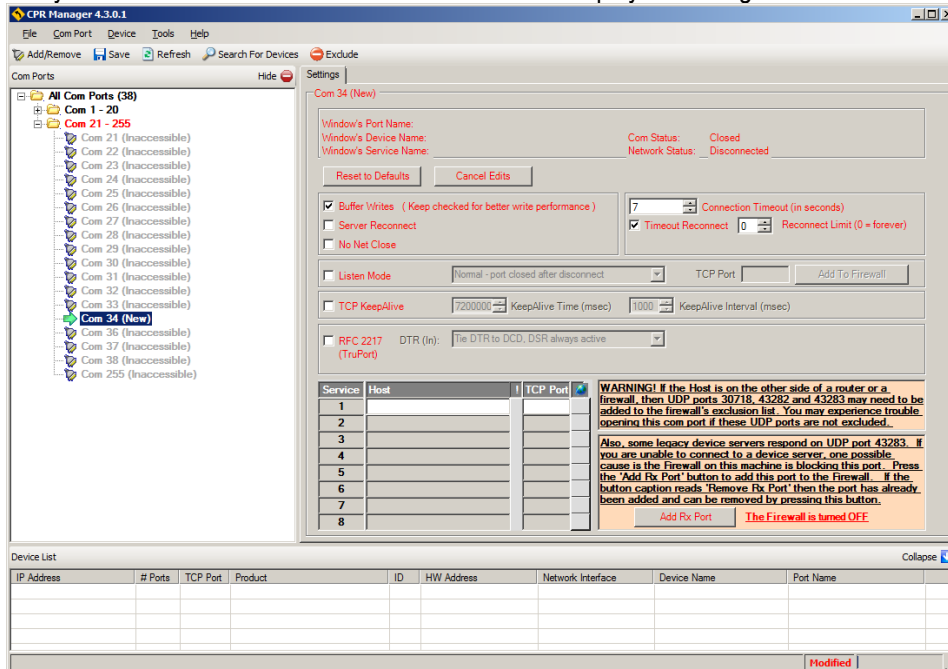 CPR Manager 4.3.0.1
File Com Port Device Tools Help
Add/Remove Save Refresh Search For Devices Exclude
Com Ports Hide
All Com Ports (38)
Com 1 - 20
Com 21 - 255
Com 21 (Inaccessible)
Com 22 (Inaccessible)
Com 23 (Inaccessible)
Com 24 (Inaccessible)
Com 25 (Inaccessible)
Com 26 (Inaccessible)
Com 27 (Inaccessible)
Com 28 (Inaccessible)
Com 29 (Inaccessible)
Com 30 (Inaccessible)
Com 31 (Inaccessible)
Com 32 (Inaccessible)
Com 33 (Inaccessible)
Com 34 (New)
Com 36 (Inaccessible)
Com 37 (Inaccessible)
Com 38 (Inaccessible)
Com 255 (Inaccessible)
Settings
Com 34 (New)
Window's Port Name:
Window's Device Name: Com Status: Closed
Window's Service Name: Network Status: Disconnected
Reset to Defaults Cancel Edits
Buffer Writes ( Keep checked for better write performance )
Server Reconnect
No Net Close
7 Connection Timeout (in seconds)
Timeout Reconnect 0 Reconnect Limit (0 = forever)
Listen Mode Normal - port closed after disconnect TCP Port Add To Firewall
TCP KeepAlive 7200000 KeepAlive Time (msec) 1000 KeepAlive Interval (msec)
RFC 2217 DTR (In): Tie DTR to DCD, DSR always active
(TruPort)
Service Host ! TCP Port
1
2
3
4
5
6
7
8
WARNING! If the Host is on the other side of a router or a
firewall, then UDP ports 30718, 43282 and 43283 may need to be
added to the firewall's exclusion list. You may experience trouble
opening this com port if these UDP ports are not excluded.
Also, some legacy device servers respond on UDP port 43283. If
you are unable to connect to a device server, one possible
cause is the Firewall on this machine is blocking this port. Press
the 'Add Rx Port' button to add this port to the Firewall. If the
button caption reads 'Remove Rx Port' then the port has already
been added and can be removed by pressing this button.
Add Rx Port The Firewall is turned OFF
Device List Collapse
IP Address # Ports TCP Port Product ID HW Address Network Interface Device Name Port Name
Modified